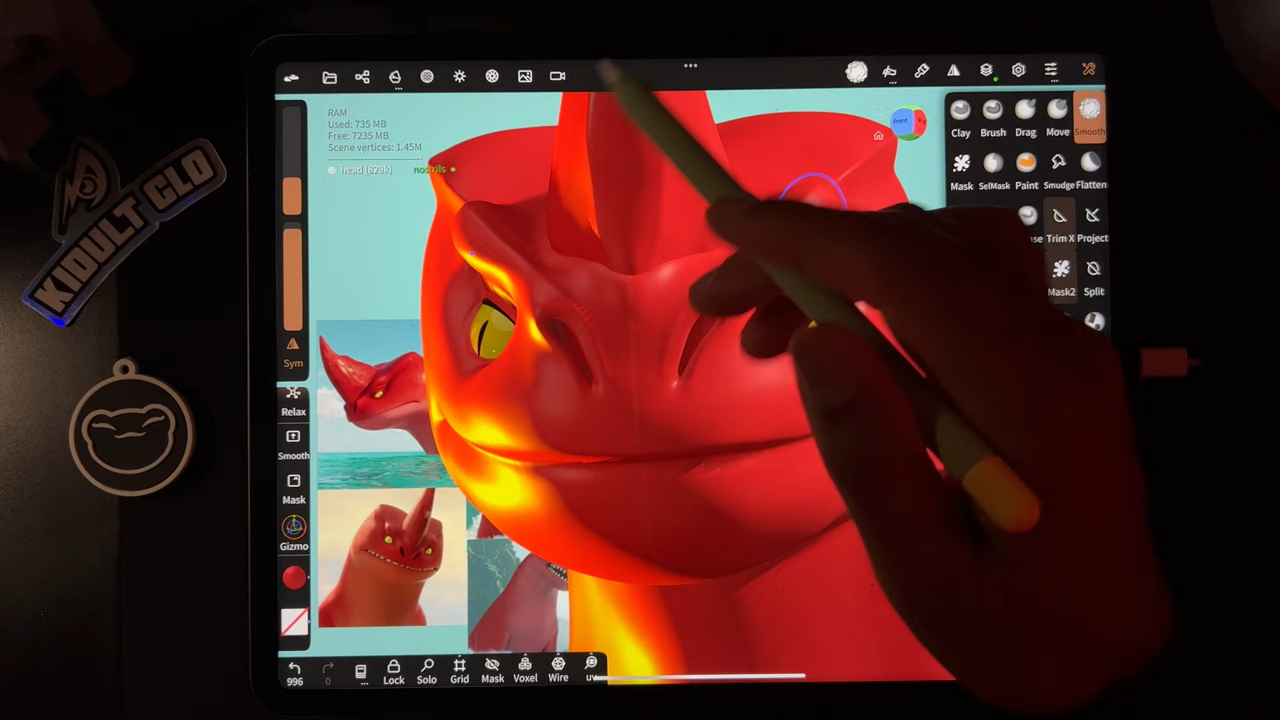 RAM
Used: 735 MB
Free: 7235 MB
Scene vertices: 1.45M
head (629k) nostrils
Front
Clay Brush Drag Move Smooth
Mask SelMask Paint Smudge Flatten
Trim X Project
Mask2 Split
KIDULT CLO
Sym
Relax
Smooth
Mask
Gizmo
996
0
Lock
Solo
Grid
Mask
Voxel
Wire